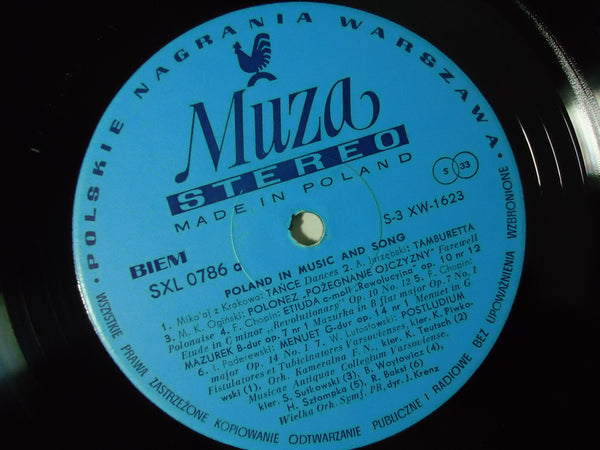 • POLSKIE NAGRANIA WARSZAWA •
Muza
STEREO
MADE IN POLAND
S 33
S-3 XW-1623
BIEM
SXL 0786 a
POLAND IN MUSIC AND SONG
1. Mikołaj z Krakowa: TAŃCE Dances 2. A. Jarzębski: TAMBURETTA
3. M. K. Ogiński: POLONEZ „POŻEGNANIE OJCZYZNY” Farewell
Polonaise 4. F. Chopin: ETIUDA c-moll „Rewolucyjna” op. 10 nr 12
Etude in C minor „Revolutionary” Op. 10 No. 12 5. F. Chopin:
MAZUREK B-dur op. 7 nr 1 Mazurka in B flat major Op. 7 No. 1
6. I. Paderewski: MENUET G-dur op. 14 nr 1 Menuet in G
major Op. 14 No. 1 7. W. Lutosławski: POSTLUDIUM
Fistulatores et Tubicinatores Varsovienses, kier. K. Piwko-
wski (1), Ork. Kameralna F. N., kier. K. Teutsch (2)
Musicae Antiquae Collegium Varsoviense,
kier. S. Sutkowski (3), B. Woytowicz (4),
H. Sztompka (5), R. Bakst (6)
Wielka Ork. Symf. PR, dyr. J. Krenz
WSZYSTKIE PRAWA ZASTRZEŻONE KOPIOWANIE ODTWARZANIE PUBLICZNE I RADIOWE BEZ UPOWAŻNIENIA WZBRONIONE